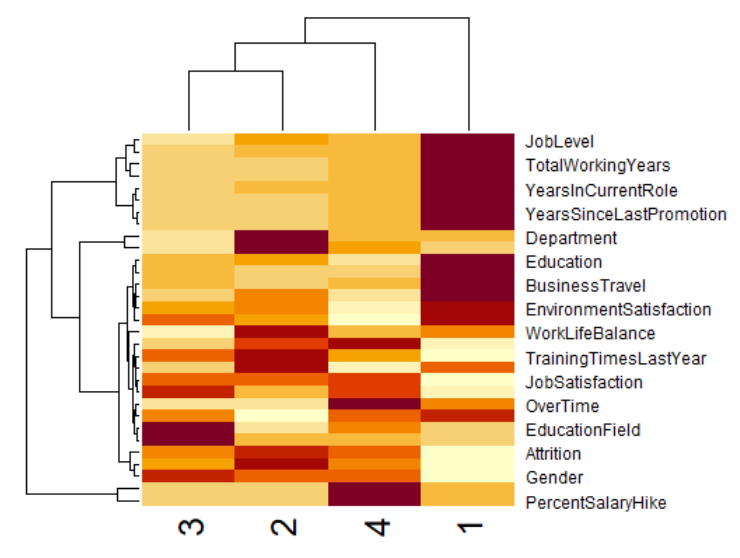 JobLevel
TotalWorkingYears
YearsInCurrentRole
YearsSinceLastPromotion
Department
Education
BusinessTravel
EnvironmentSatisfaction
WorkLifeBalance
TrainingTimesLastYear
JobSatisfaction
OverTime
EducationField
Attrition
Gender
PercentSalaryHike
3 2 4 1